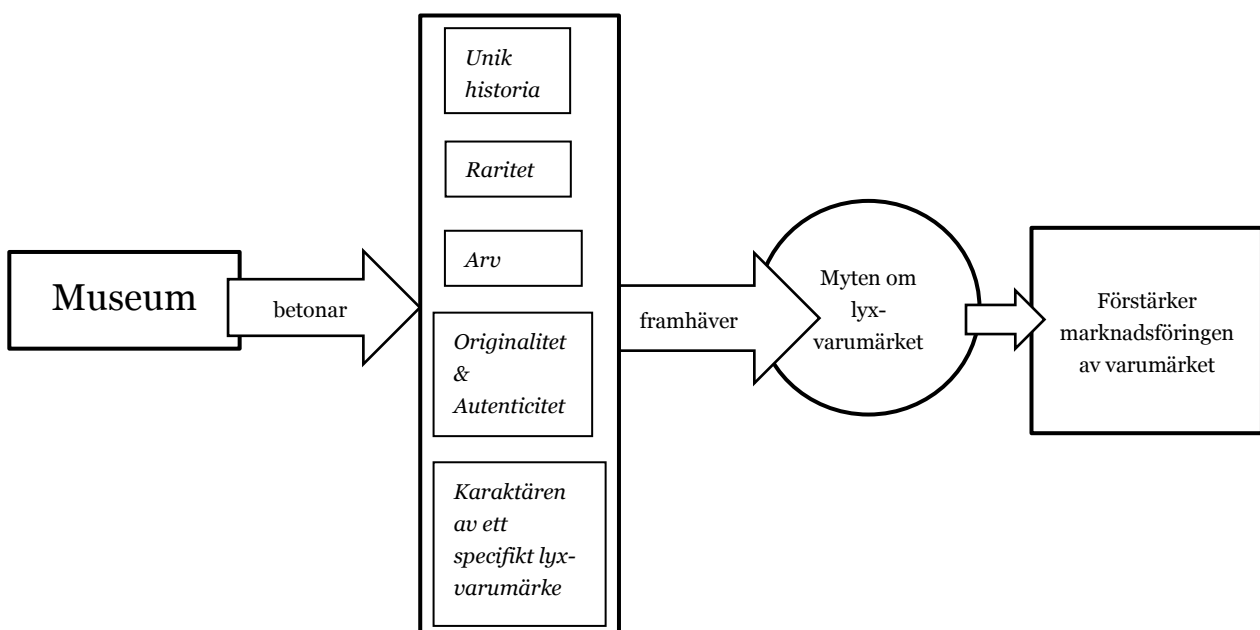 Museum
betonar
Unik
historia
Raritet
Arv
Originalitet
&
Autenticitet
Karaktären
av ett
specifikt lyx-
varumärke
framhäver
Myten om
lyx-
varumärket
Förstärker
marknadsföringen
av varumärket